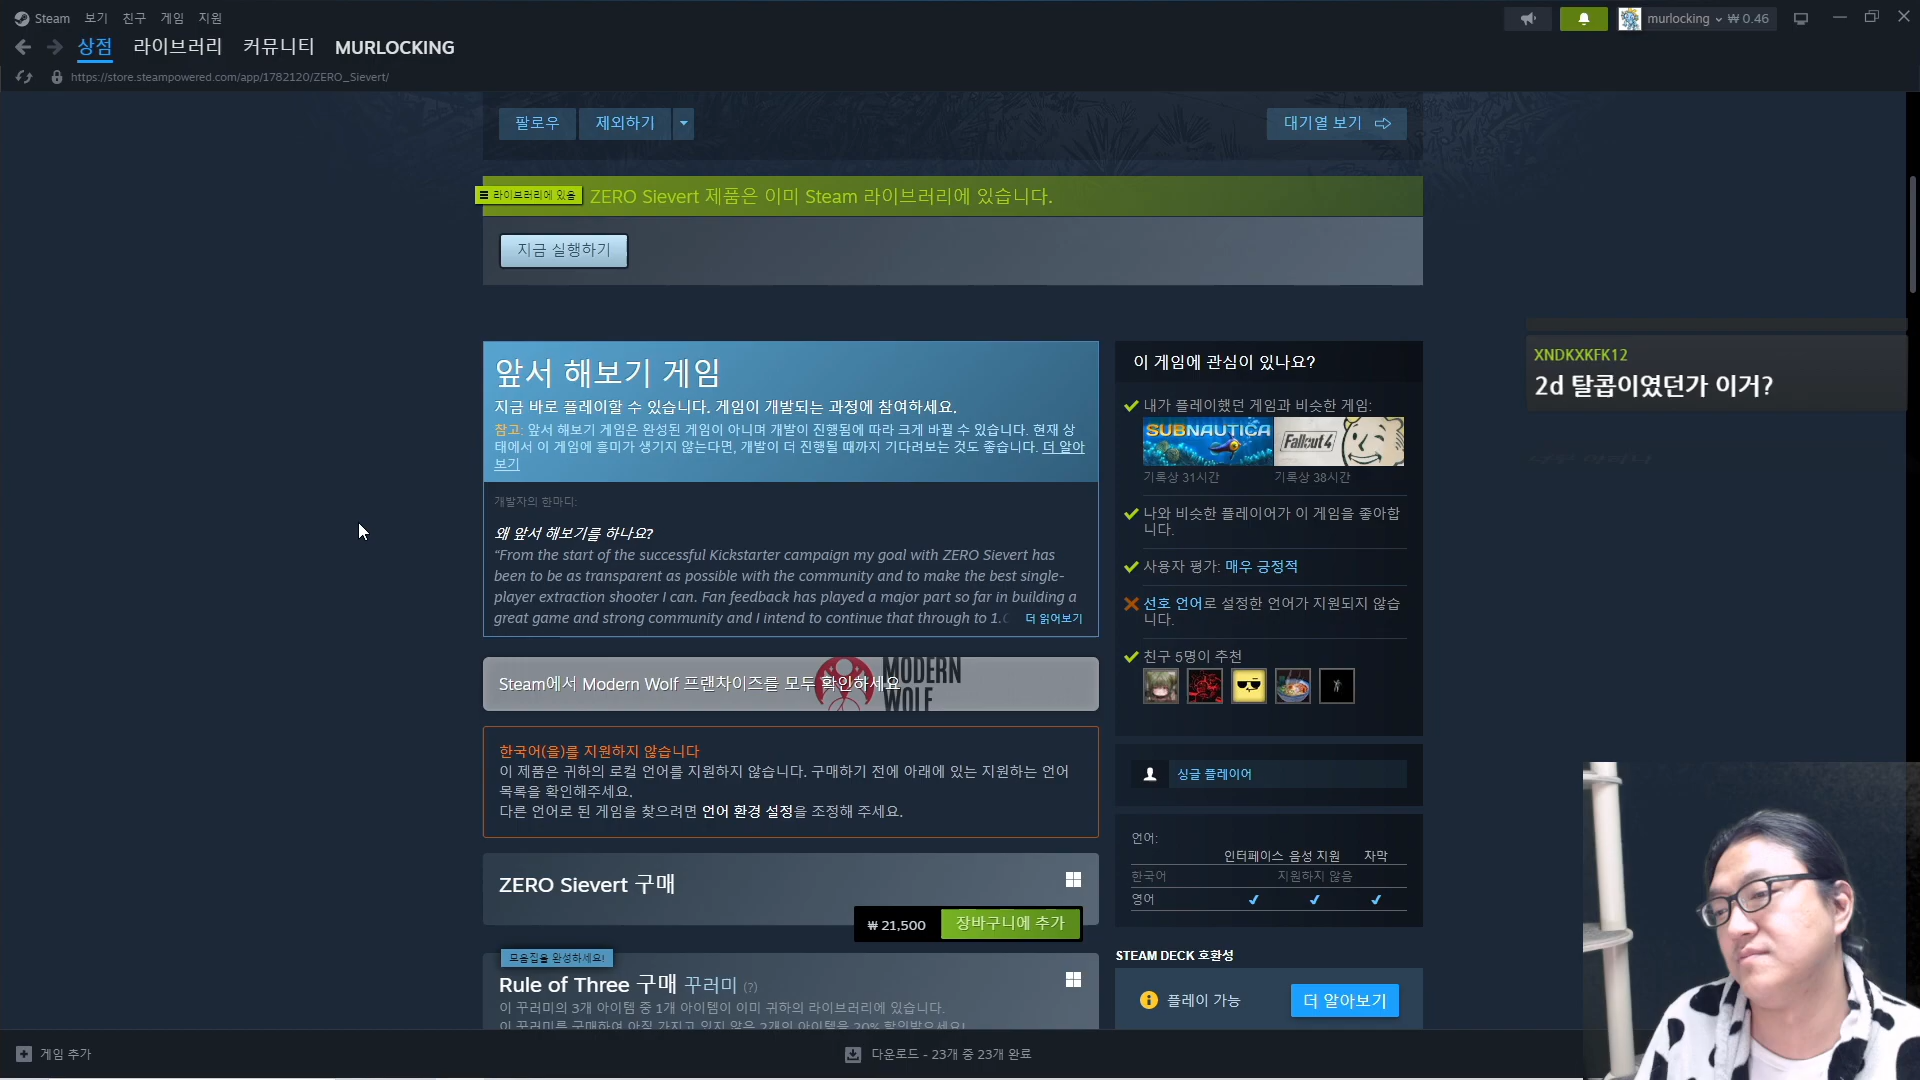 Steam 보기 친구 게임 지원
murlocking ₩ 0.46
상점 라이브러리 커뮤니티 MURLOCKING
https://store.steampowered.com/app/1782120/ZERO_Sievert/
팔로우 제외하기 대기열 보기
라이브러리에 있음 ZERO Sievert 제품은 이미 Steam 라이브러리에 있습니다.
지금 실행하기
앞서 해보기 게임
지금 바로 플레이할 수 있습니다. 게임이 개발되는 과정에 참여하세요.
참고: 앞서 해보기 게임은 완성된 게임이 아니며 개발이 진행됨에 따라 크게 바뀔 수 있습니다. 현재 상
태에서 이 게임에 흥미가 생기지 않는다면, 개발이 더 진행될 때까지 기다려보는 것도 좋습니다. 더 알아
보기
개발자의 한마디:
왜 앞서 해보기를 하나요?
“From the start of the successful Kickstarter campaign my goal with ZERO Sievert has
been to be as transparent as possible with the community and to make the best single-
player extraction shooter I can. Fan feedback has played a major part so far in building a
great game and strong community and I intend to continue that through to 1.0 더 읽어보기
Steam에서 Modern Wolf 프랜차이즈를 모두 확인하세요
MODERN
WOLF
한국어(을)를 지원하지 않습니다
이 제품은 귀하의 로컬 언어를 지원하지 않습니다. 구매하기 전에 아래에 있는 지원하는 언어
목록을 확인해주세요.
다른 언어로 된 게임을 찾으려면 언어 환경 설정을 조정해 주세요.
ZERO Sievert 구매
₩ 21,500 장바구니에 추가
모음집을 완성하세요!
Rule of Three 구매 꾸러미 (?)
이 꾸러미의 3개 아이템 중 1개 아이템이 이미 귀하의 라이브러리에 있습니다.
이 꾸러미를 구매하여 아직 가지고 있지 않은 2개의 아이템을 20% 할인받으세요!
이 게임에 관심이 있나요?
내가 플레이했던 게임과 비슷한 게임:
SUBNAUTICA Fallout 4
기록상 31시간 기록상 38시간
나와 비슷한 플레이어가 이 게임을 좋아합
니다.
사용자 평가: 매우 긍정적
선호 언어로 설정한 언어가 지원되지 않습
니다.
친구 5명이 추천
싱글 플레이어
언어:
인터페이스 음성 지원 자막
한국어 지원하지 않음
영어 ✔ ✔ ✔
STEAM DECK 호환성
플레이 가능 더 알아보기
XNDKXKFK12
2d 탈콥이였던가 이거?
게임 추가 다운로드 - 23개 중 23개 완료